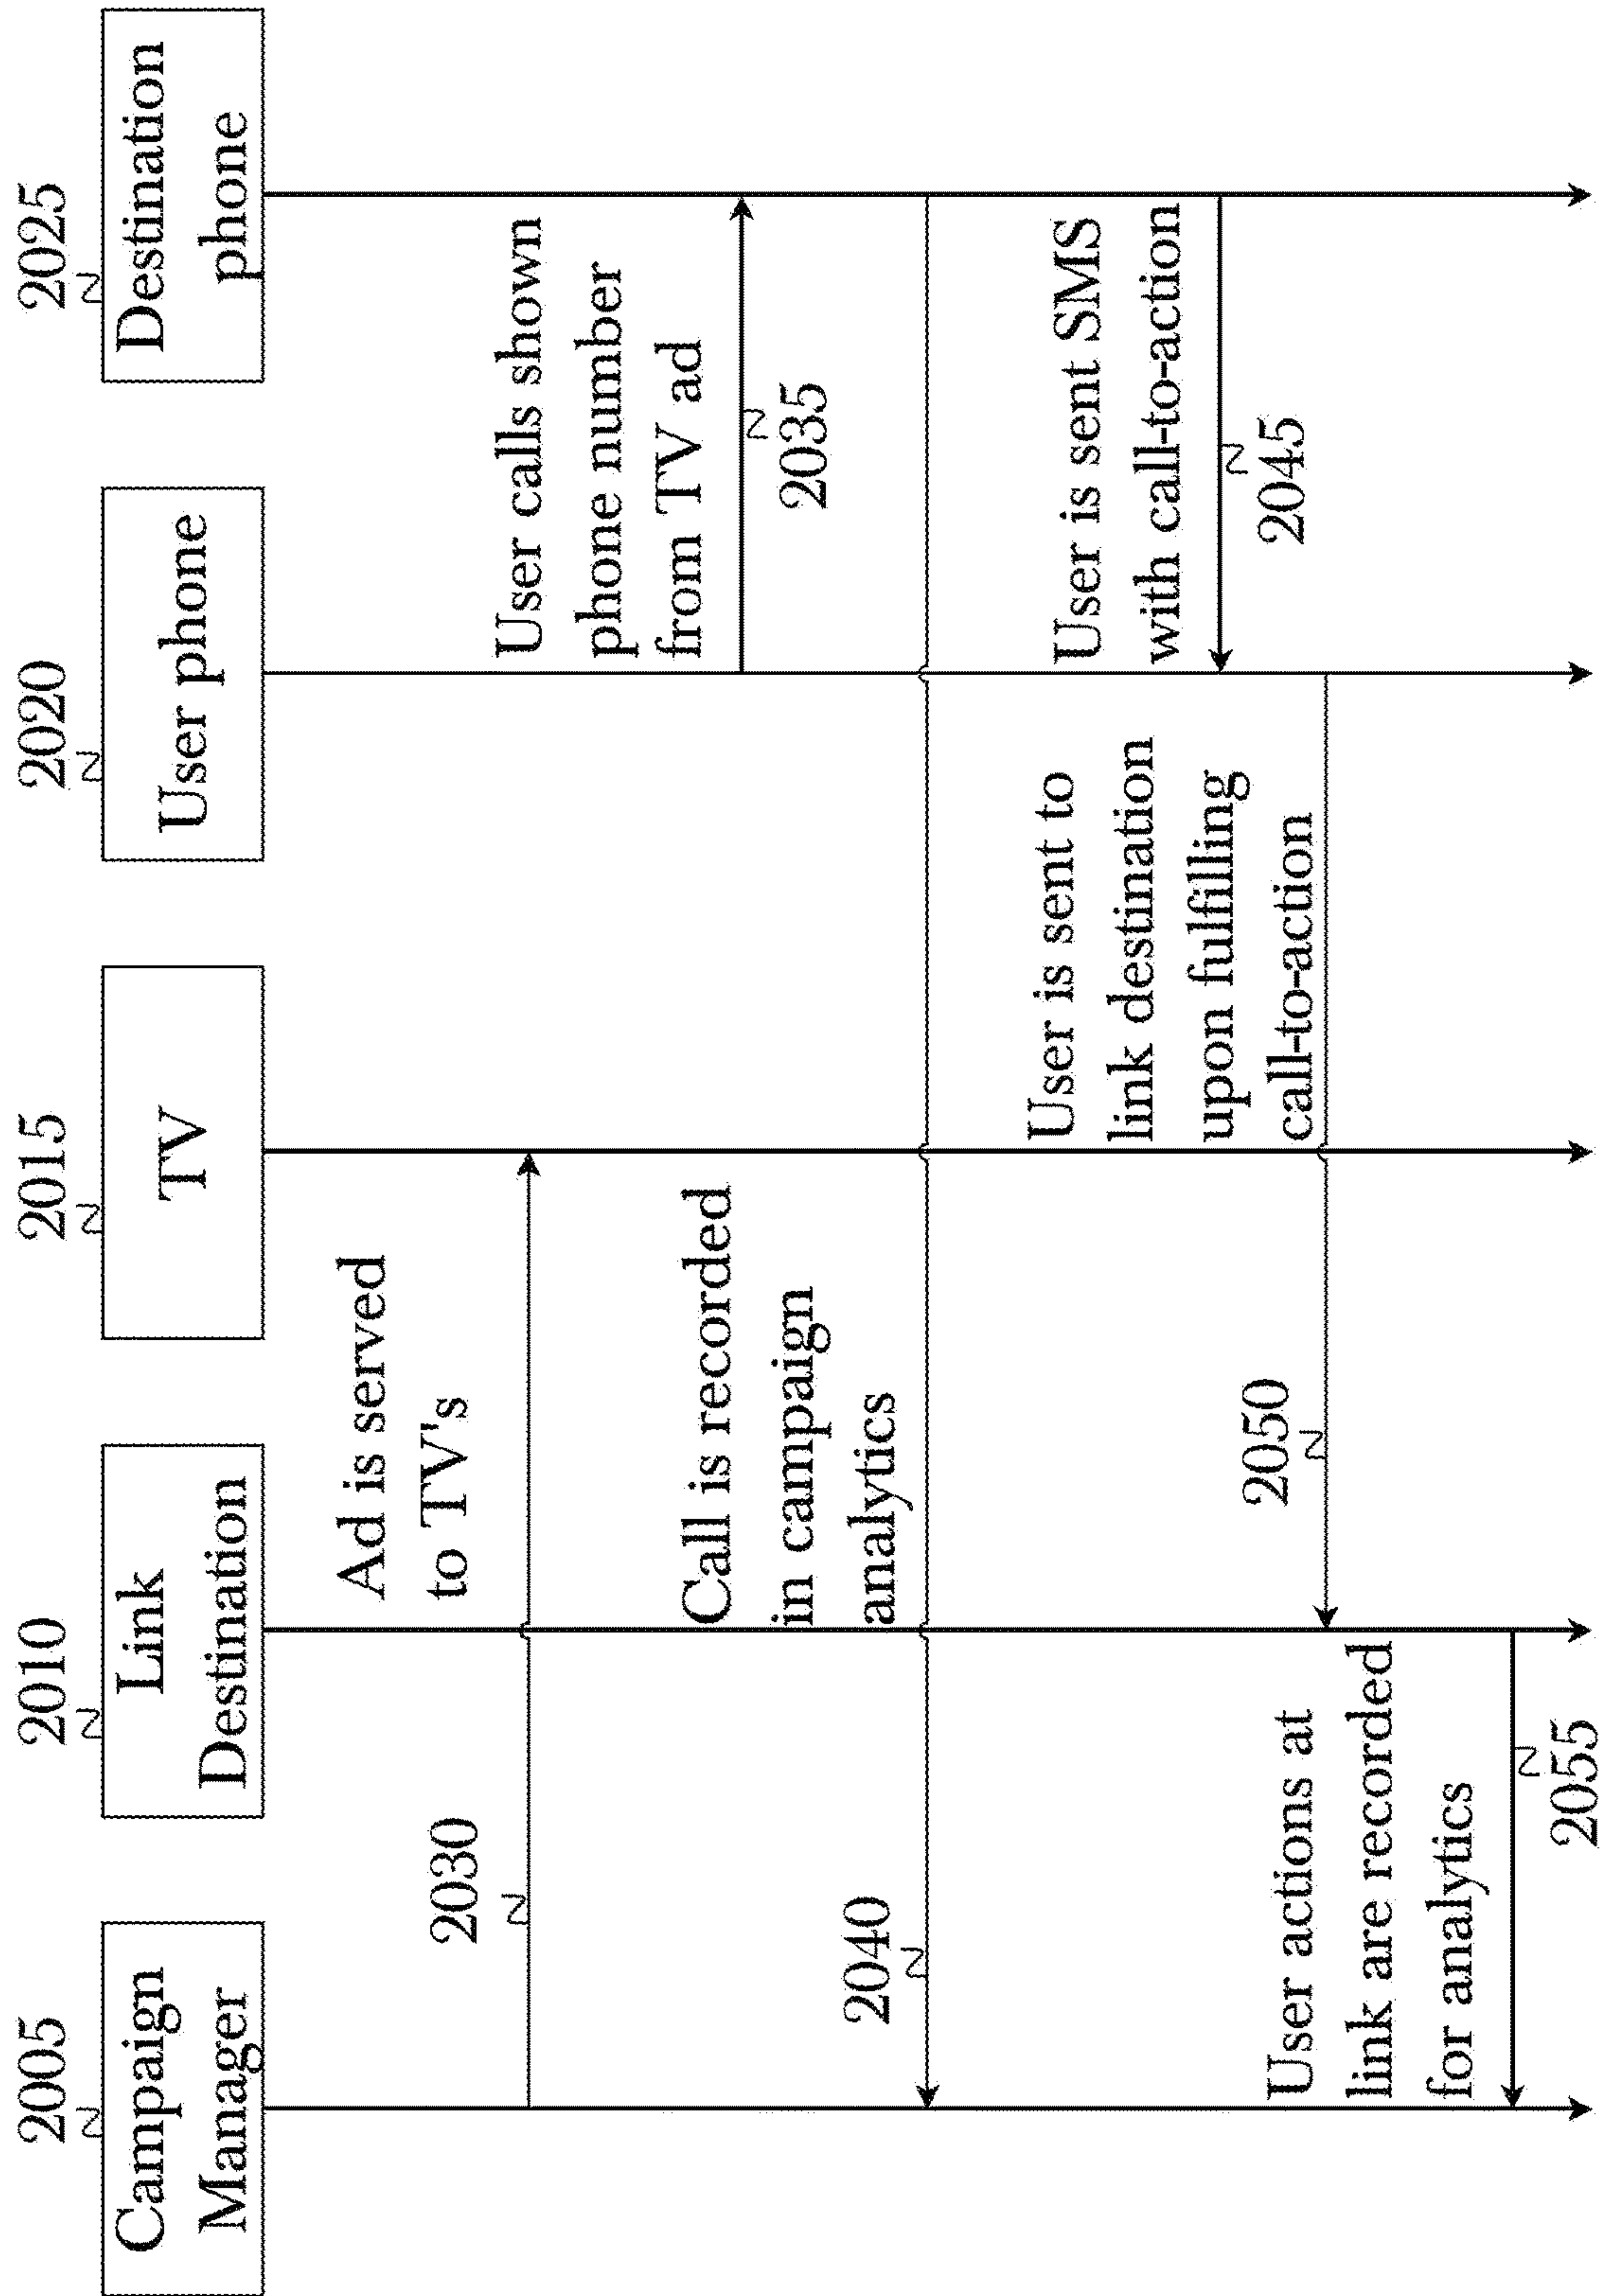 2005
Campaign
Manager
2010
Link
Destination
2015
TV
2020
User phone
2025
Destination
phone
Ad is served
to TV's
2030
User calls shown
phone number
from TV ad
2035
Call is recorded
in campaign
analytics
2040
User is sent SMS
with call-to-action
2045
User is sent to
link destination
upon fulfilling
call-to-action
2050
User actions at
link are recorded
for analytics
2055